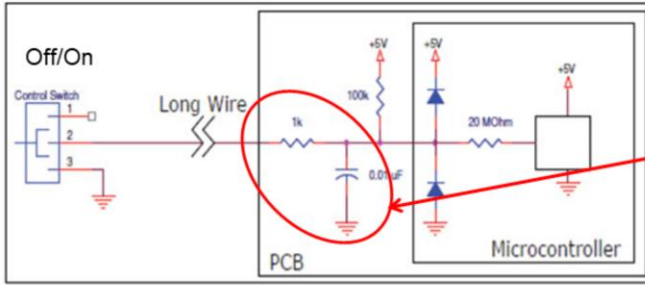 Off/On
Control Switch
1
2
3
Long Wire
1k
0.01uF
+5V
100k
+5V
20 MOhm
+5V
PCB
Microcontroller